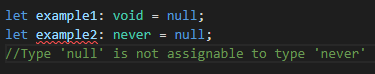 let example1: void = null;
let example2: never = null;
//Type 'null' is not assignable to type 'never'